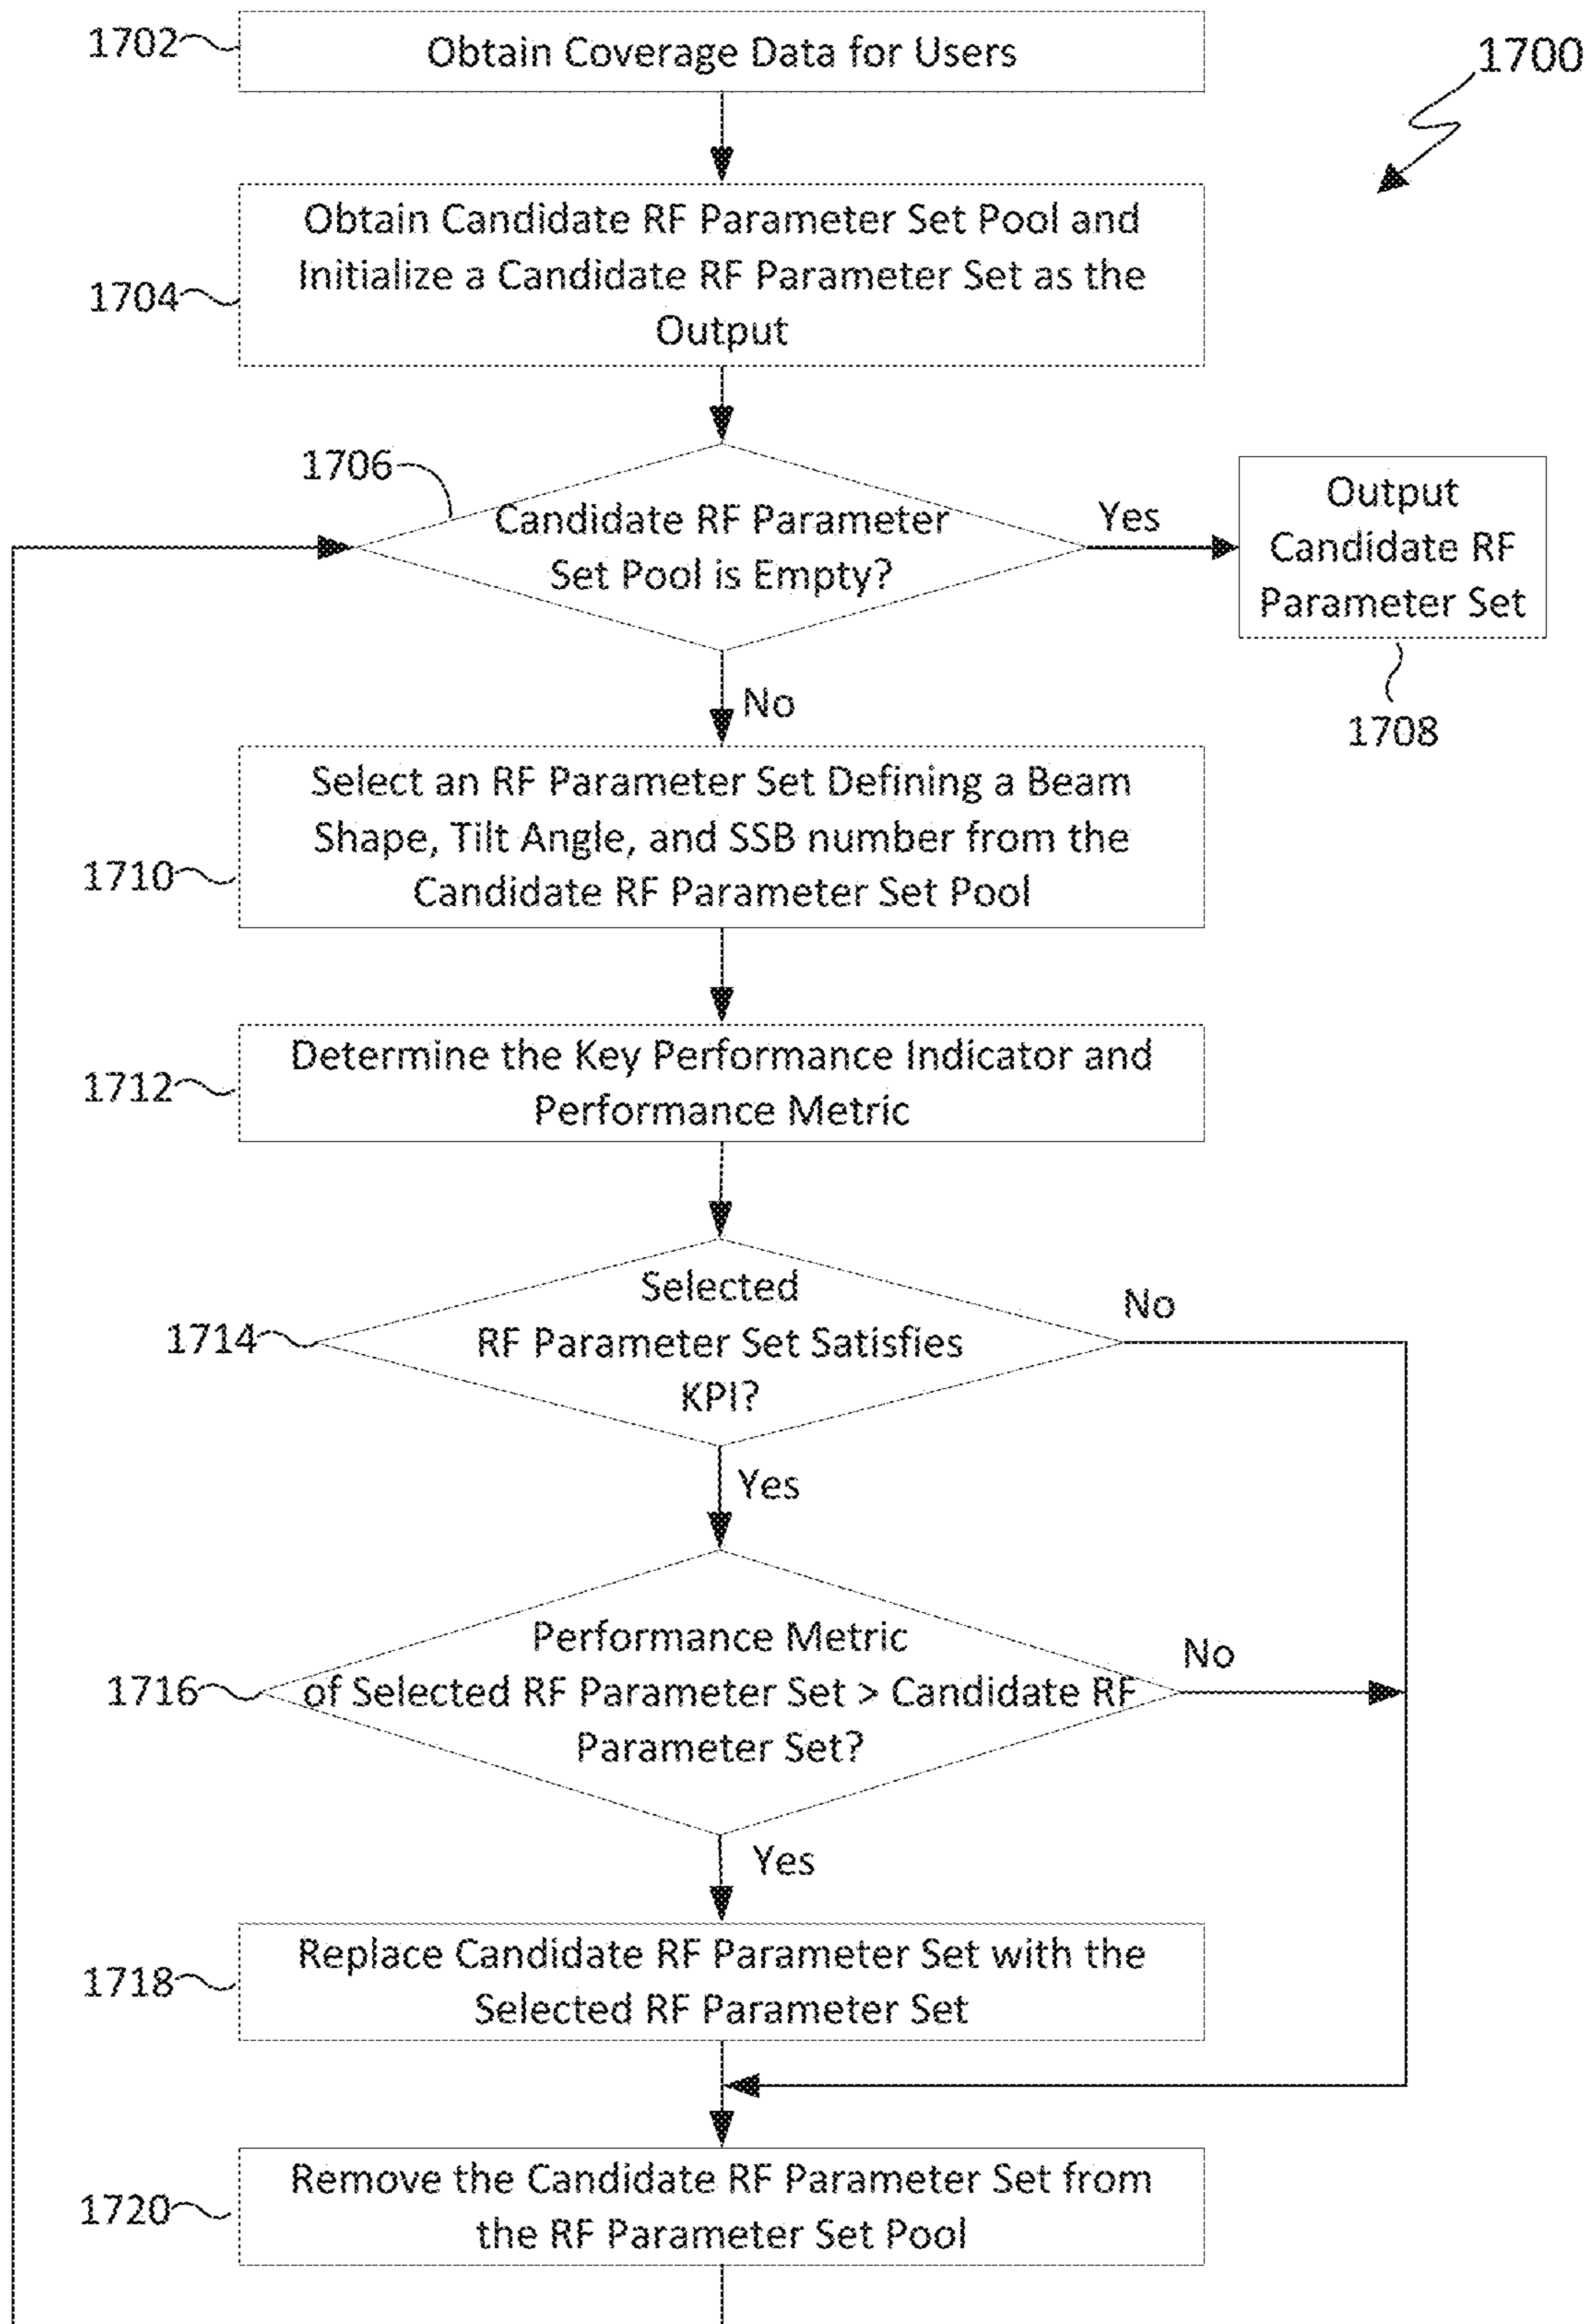 1702
Obtain Coverage Data for Users
1700
1704
Obtain Candidate RF Parameter Set Pool and
Initialize a Candidate RF Parameter Set as the
Output
1706
Candidate RF Parameter
Set Pool is Empty?
Yes
Output
Candidate RF
Parameter Set
1708
No
1710
Select an RF Parameter Set Defining a Beam
Shape, Tilt Angle, and SSB number from the
Candidate RF Parameter Set Pool
1712
Determine the Key Performance Indicator and
Performance Metric
1714
Selected
RF Parameter Set Satisfies
KPI?
No
Yes
1716
Performance Metric
of Selected RF Parameter Set > Candidate RF
Parameter Set?
No
Yes
1718
Replace Candidate RF Parameter Set with the
Selected RF Parameter Set
1720
Remove the Candidate RF Parameter Set from
the RF Parameter Set Pool